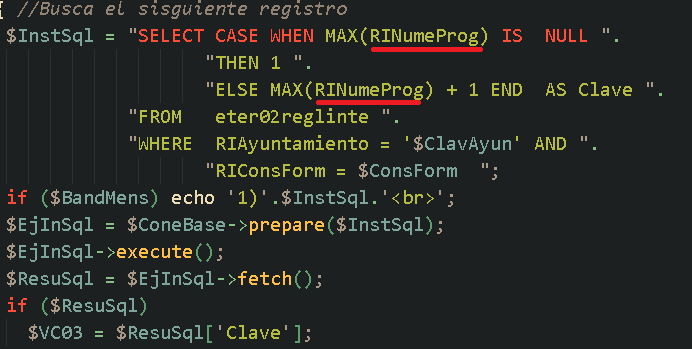 { //Busca el sisguiente registro
$InstSql = "SELECT CASE WHEN MAX(RINumeProg) IS  NULL ".
"THEN 1 ".
"ELSE MAX(RINumeProg) + 1 END  AS Clave ".
"FROM   eter02reglinte ".
"WHERE  RIAyuntamiento = '$ClavAyun' AND ".
"RIConsForm = $ConsForm  ";
if ($BandMens) echo '1)'.$InstSql.'<br>';
$EjInSql = $ConeBase->prepare($InstSql);
$EjInSql->execute();
$ResuSql = $EjInSql->fetch();
if ($ResuSql)
$VC03 = $ResuSql['Clave'];